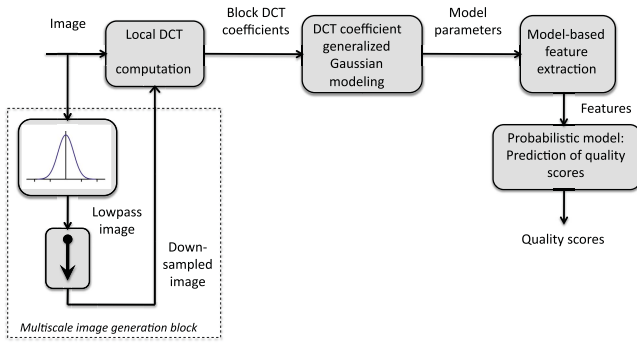 Image
Local DCT
computation
Block DCT
coefficients
DCT coefficient
generalized
Gaussian
modeling
Model
parameters
Model-based
feature
extraction
Features
Probabilistic model:
Prediction of quality
scores
Quality scores
Lowpass
image
Down-
sampled
image
Multiscale image generation block